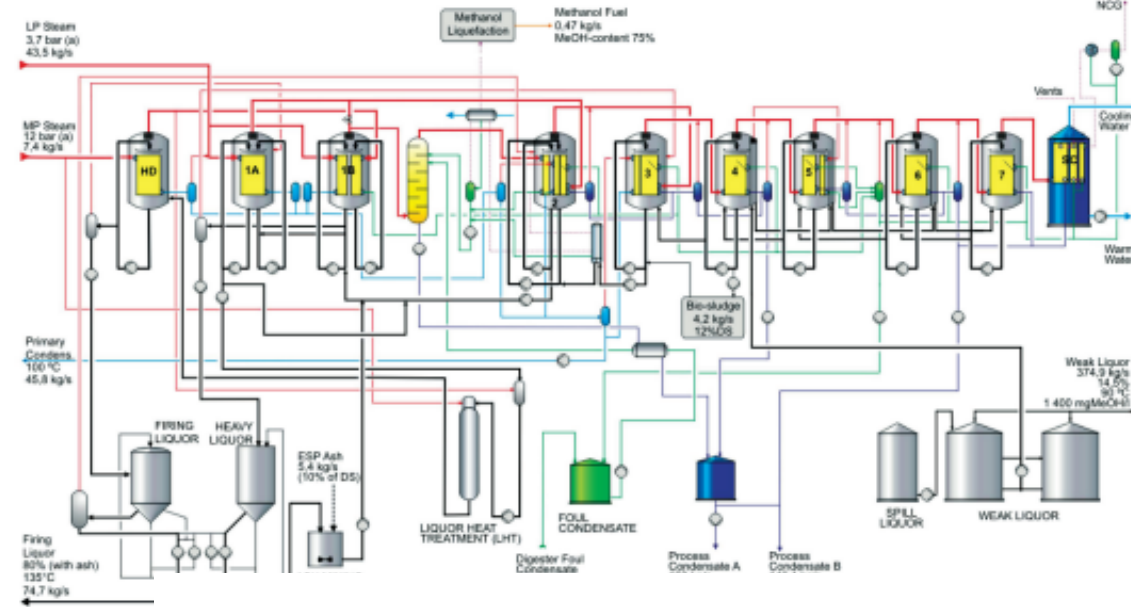 LP Steam
3,7 bar (a)
43,5 kg/s
Methanol
Liquefaction
Methanol Fuel
0,47 kg/s
MeOH-content 75%
NCG
Vents
Cooling
Water
MP Steam
12 bar (a)
7,4 kg/s
HD
1A
1B
2
3
4
5
6
7
SC
Warm
Water
Bio-sludge
4,2 kg/s
12%DS
Primary
Condens.
100 °C
45,8 kg/s
Weak Liquor
374,9 kg/s
14,5%
90 °C
1 400 mgMeOH/l
FIRING
LIQUOR
HEAVY
LIQUOR
ESP Ash
5,4 kg/s
(10% of DS)
LIQUOR HEAT
TREATMENT (LHT)
FOUL
CONDENSATE
SPILL
LIQUOR
WEAK LIQUOR
Digester Foul
Condensate
Process
Condensate A
Process
Condensate B
Firing
Liquor
80% (with ash)
135°C
74,7 kg/s